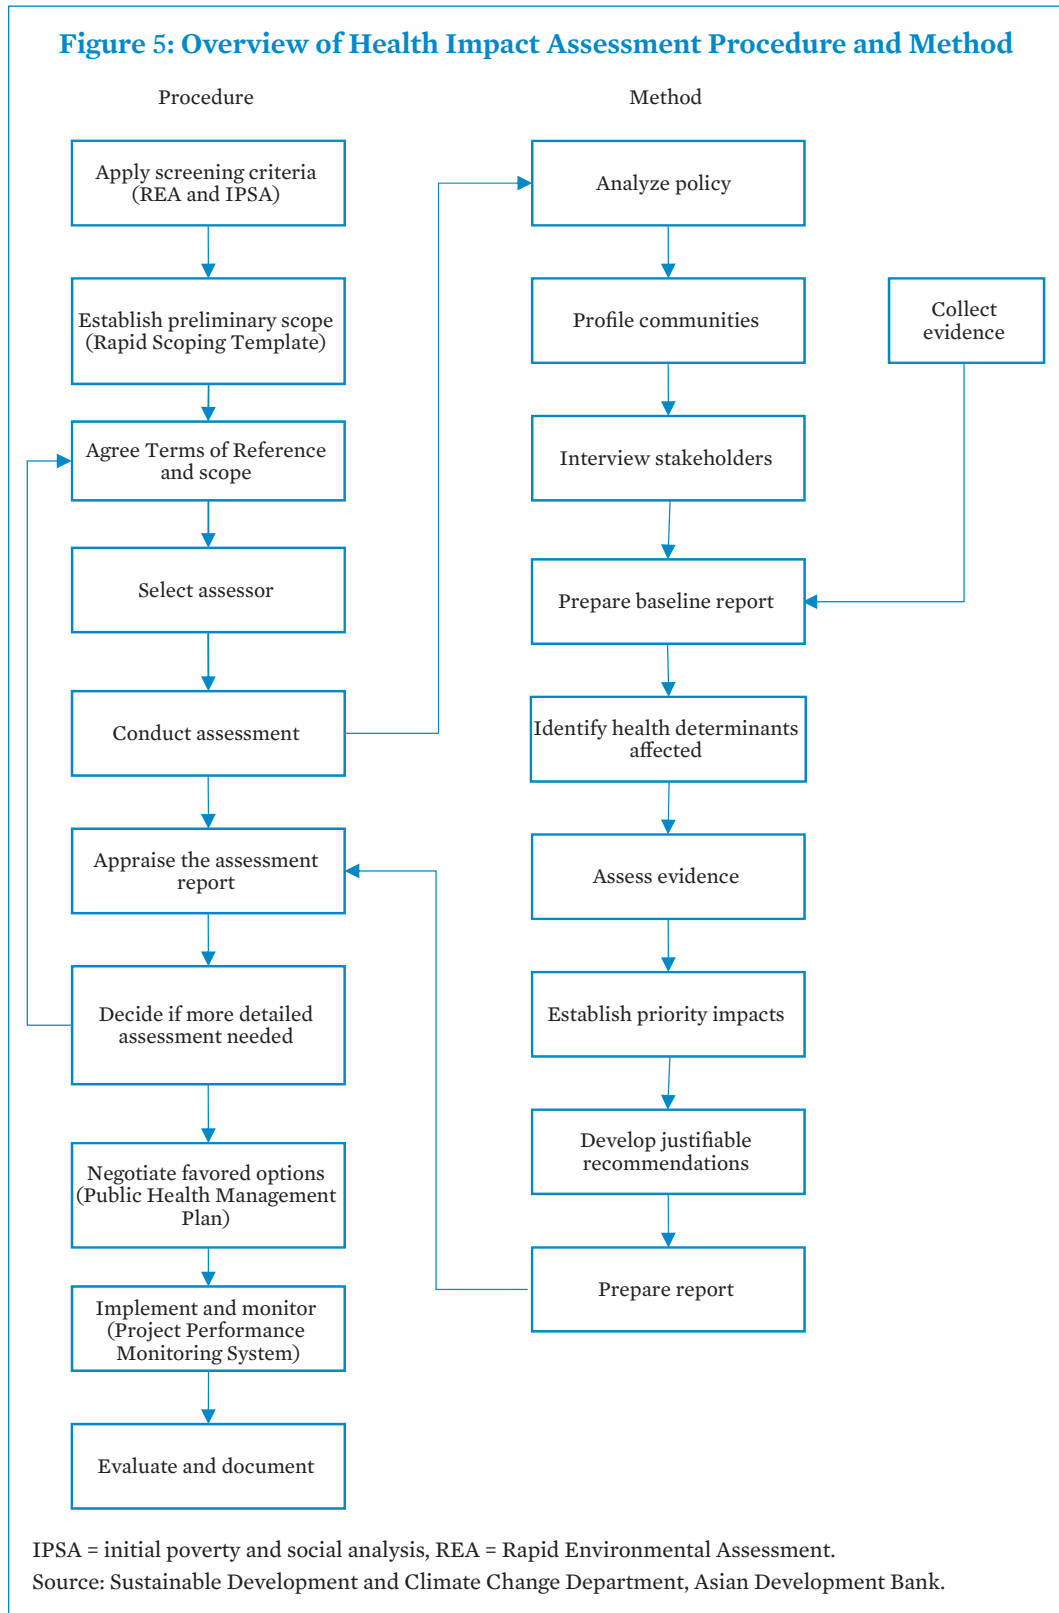 Figure 5: Overview of Health Impact Assessment Procedure and Method
Procedure
Apply screening criteria
(REA and IPSA)
Establish preliminary scope
(Rapid Scoping Template)
Agree Terms of Reference
and scope
Select assessor
Conduct assessment
Appraise the assessment
report
Decide if more detailed
assessment needed
Negotiate favored options
(Public Health Management
Plan)
Implement and monitor
(Project Performance
Monitoring System)
Evaluate and document
Method
Analyze policy
Profile communities
Interview stakeholders
Prepare baseline report
Identify health determinants
affected
Assess evidence
Establish priority impacts
Develop justifiable
recommendations
Prepare report
Collect
evidence
IPSA = initial poverty and social analysis, REA = Rapid Environmental Assessment.
Source: Sustainable Development and Climate Change Department, Asian Development Bank.